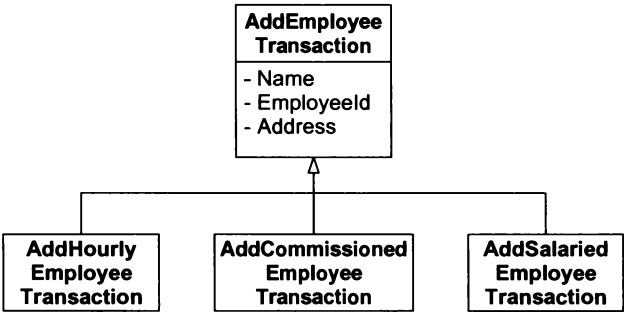 AddEmployee
Transaction
- Name
- EmployeeId
- Address
AddHourly
Employee
Transaction
AddCommissioned
Employee
Transaction
AddSalaried
Employee
Transaction